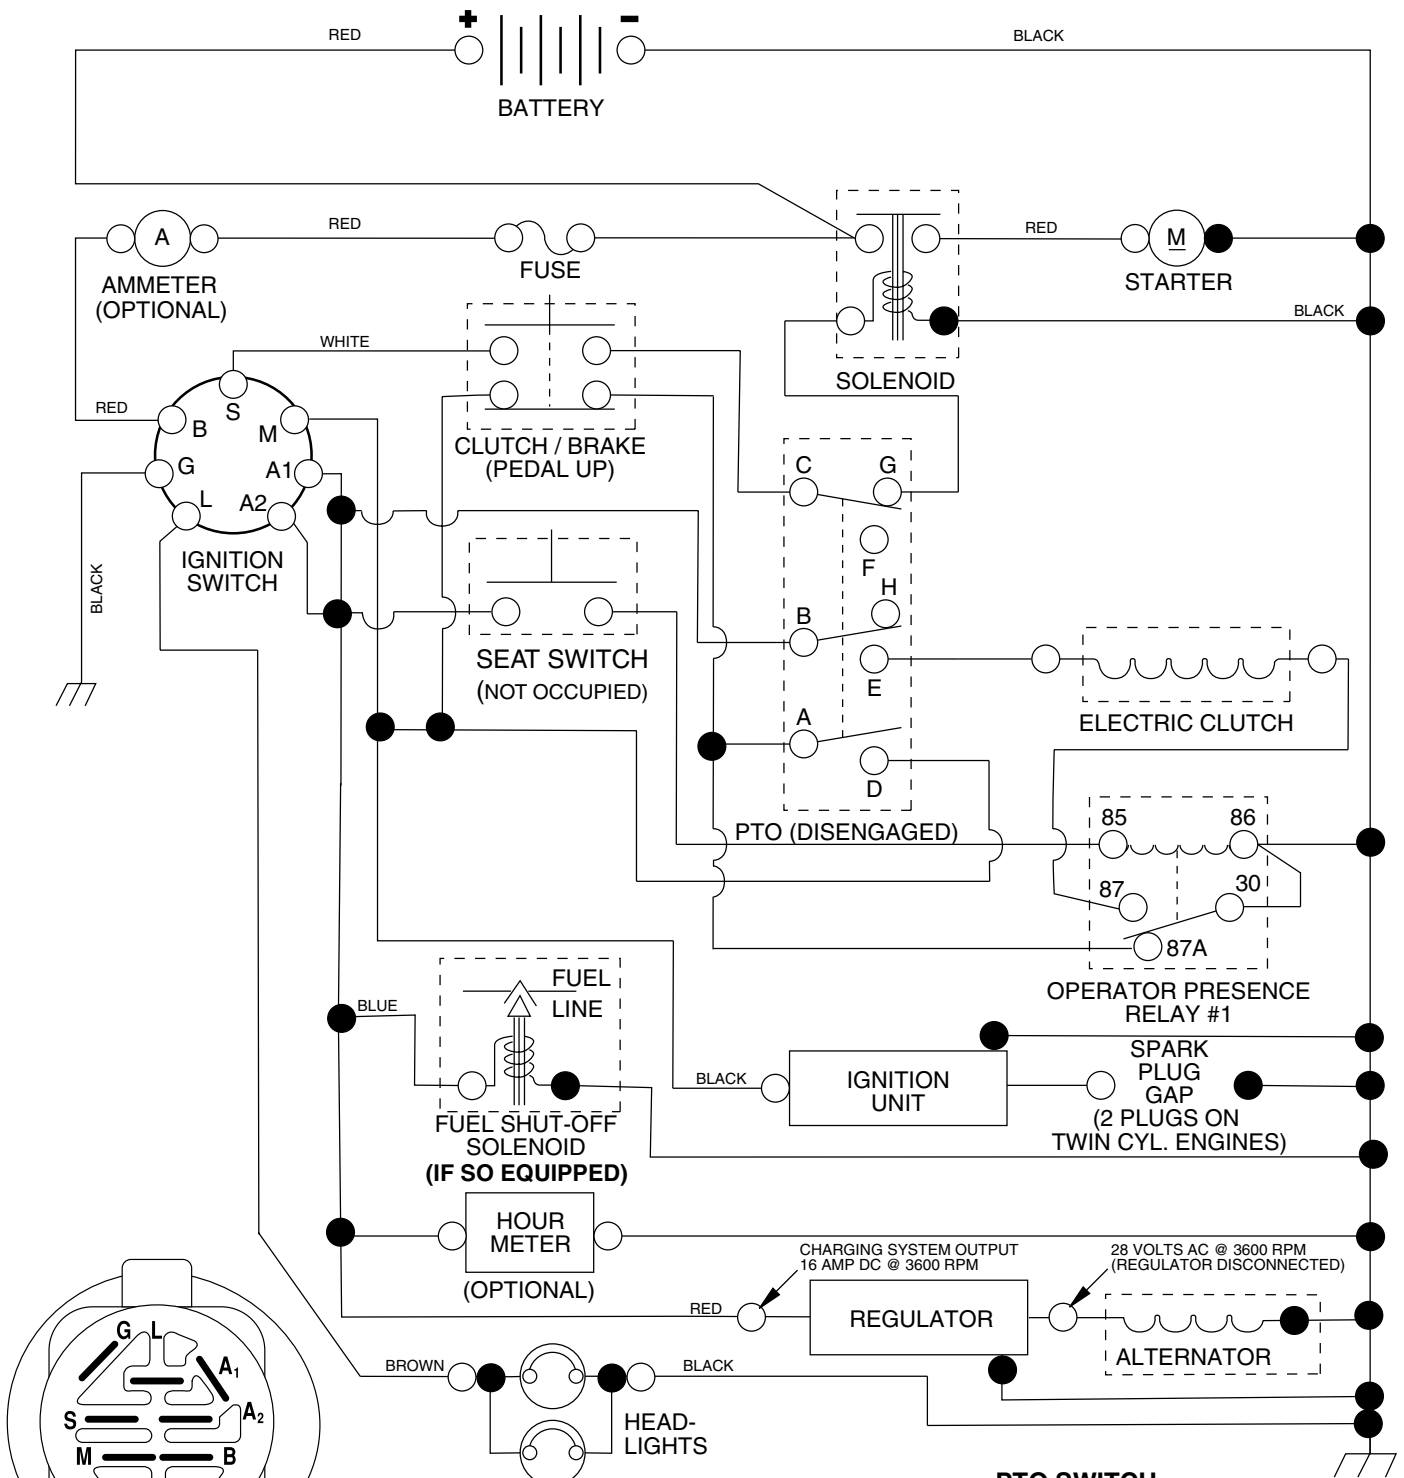 + -
RED
BLACK
BATTERY
A
RED
FUSE
AMMETER
(OPTIONAL)
RED
M
STARTER
BLACK
SOLENOID
WHITE
CLUTCH / BRAKE
(PEDAL UP)
RED
B
S
M
G
A1
L
A2
IGNITION
SWITCH
BLACK
SEAT SWITCH
(NOT OCCUPIED)
C
G
F
H
B
E
A
D
PTO (DISENGAGED)
ELECTRIC CLUTCH
85
86
87
30
87A
OPERATOR PRESENCE
RELAY #1
BLUE
FUEL
LINE
FUEL SHUT-OFF
SOLENOID
(IF SO EQUIPPED)
BLACK
IGNITION
UNIT
SPARK
PLUG
GAP
(2 PLUGS ON
TWIN CYL. ENGINES)
HOUR
METER
(OPTIONAL)
CHARGING SYSTEM OUTPUT
16 AMP DC @ 3600 RPM
28 VOLTS AC @ 3600 RPM
(REGULATOR DISCONNECTED)
RED
REGULATOR
ALTERNATOR
BROWN
BLACK
HEAD-
LIGHTS
G L
A1
A2
S
M
B
PTO SWITCH